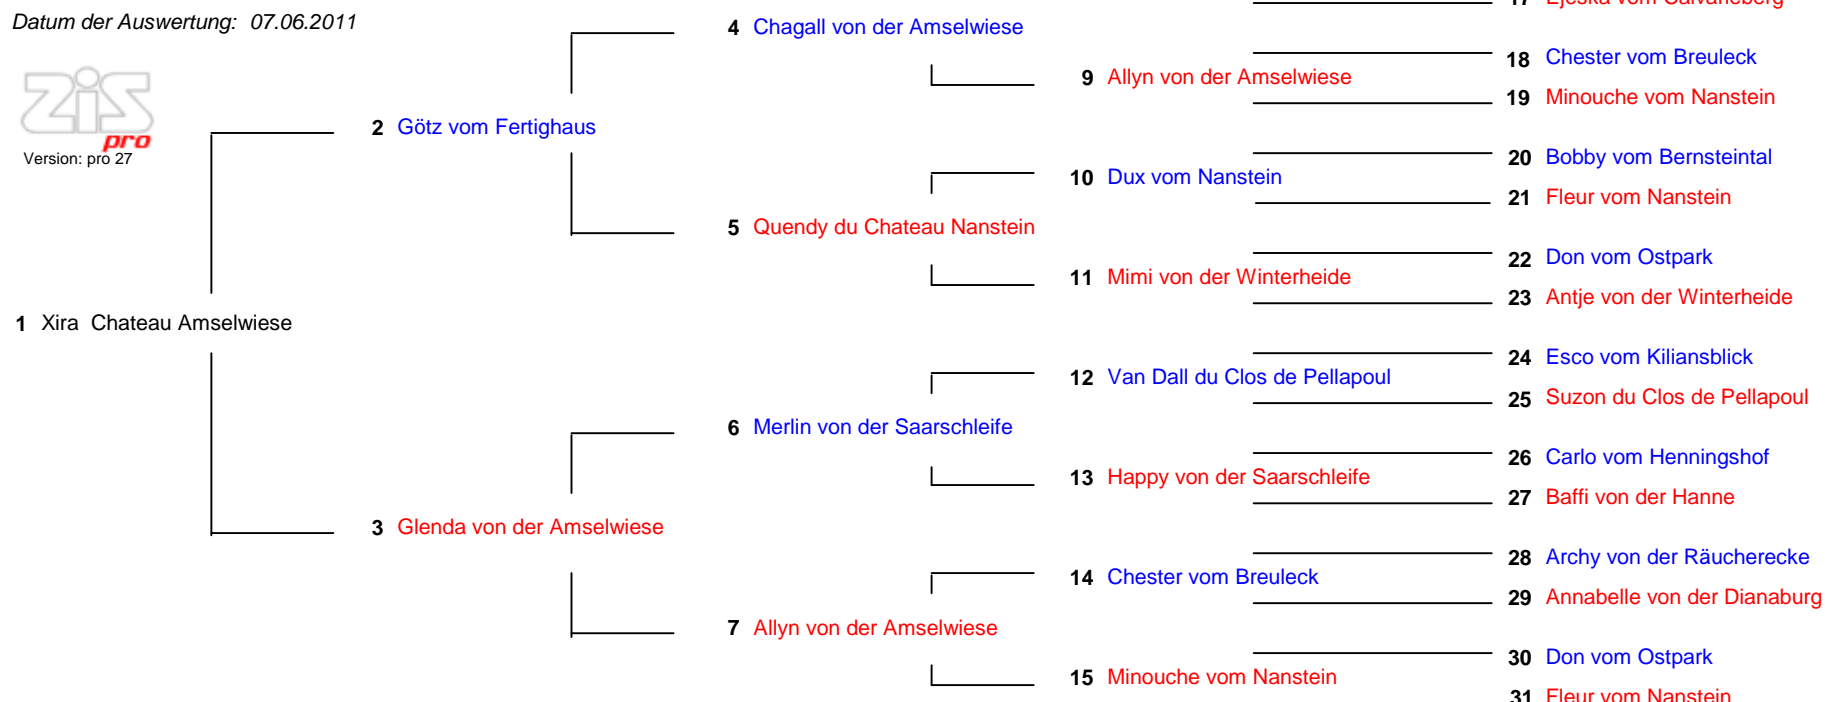 17 Ejeska vom Calvaneberg
Datum der Auswertung: 07.06.2011
4 Chagall von der Amselwiese
18 Chester vom Breuleck
9 Allyn von der Amselwiese
19 Minouche vom Nanstein
ZiS
pro
2 Götz vom Fertighaus
Version: pro 27
20 Bobby vom Bernsteintal
10 Dux vom Nanstein
21 Fleur vom Nanstein
5 Quendy du Chateau Nanstein
22 Don vom Ostpark
11 Mimi von der Winterheide
23 Antje von der Winterheide
1 Xira Chateau Amselwiese
24 Esco vom Kiliansblick
12 Van Dall du Clos de Pellapoul
25 Suzon du Clos de Pellapoul
6 Merlin von der Saarschleife
26 Carlo vom Henningshof
13 Happy von der Saarschleife
27 Baffi von der Hanne
3 Glenda von der Amselwiese
28 Archy von der Räucherecke
14 Chester vom Breuleck
29 Annabelle von der Dianaburg
7 Allyn von der Amselwiese
30 Don vom Ostpark
15 Minouche vom Nanstein
31 Fleur vom Nanstein